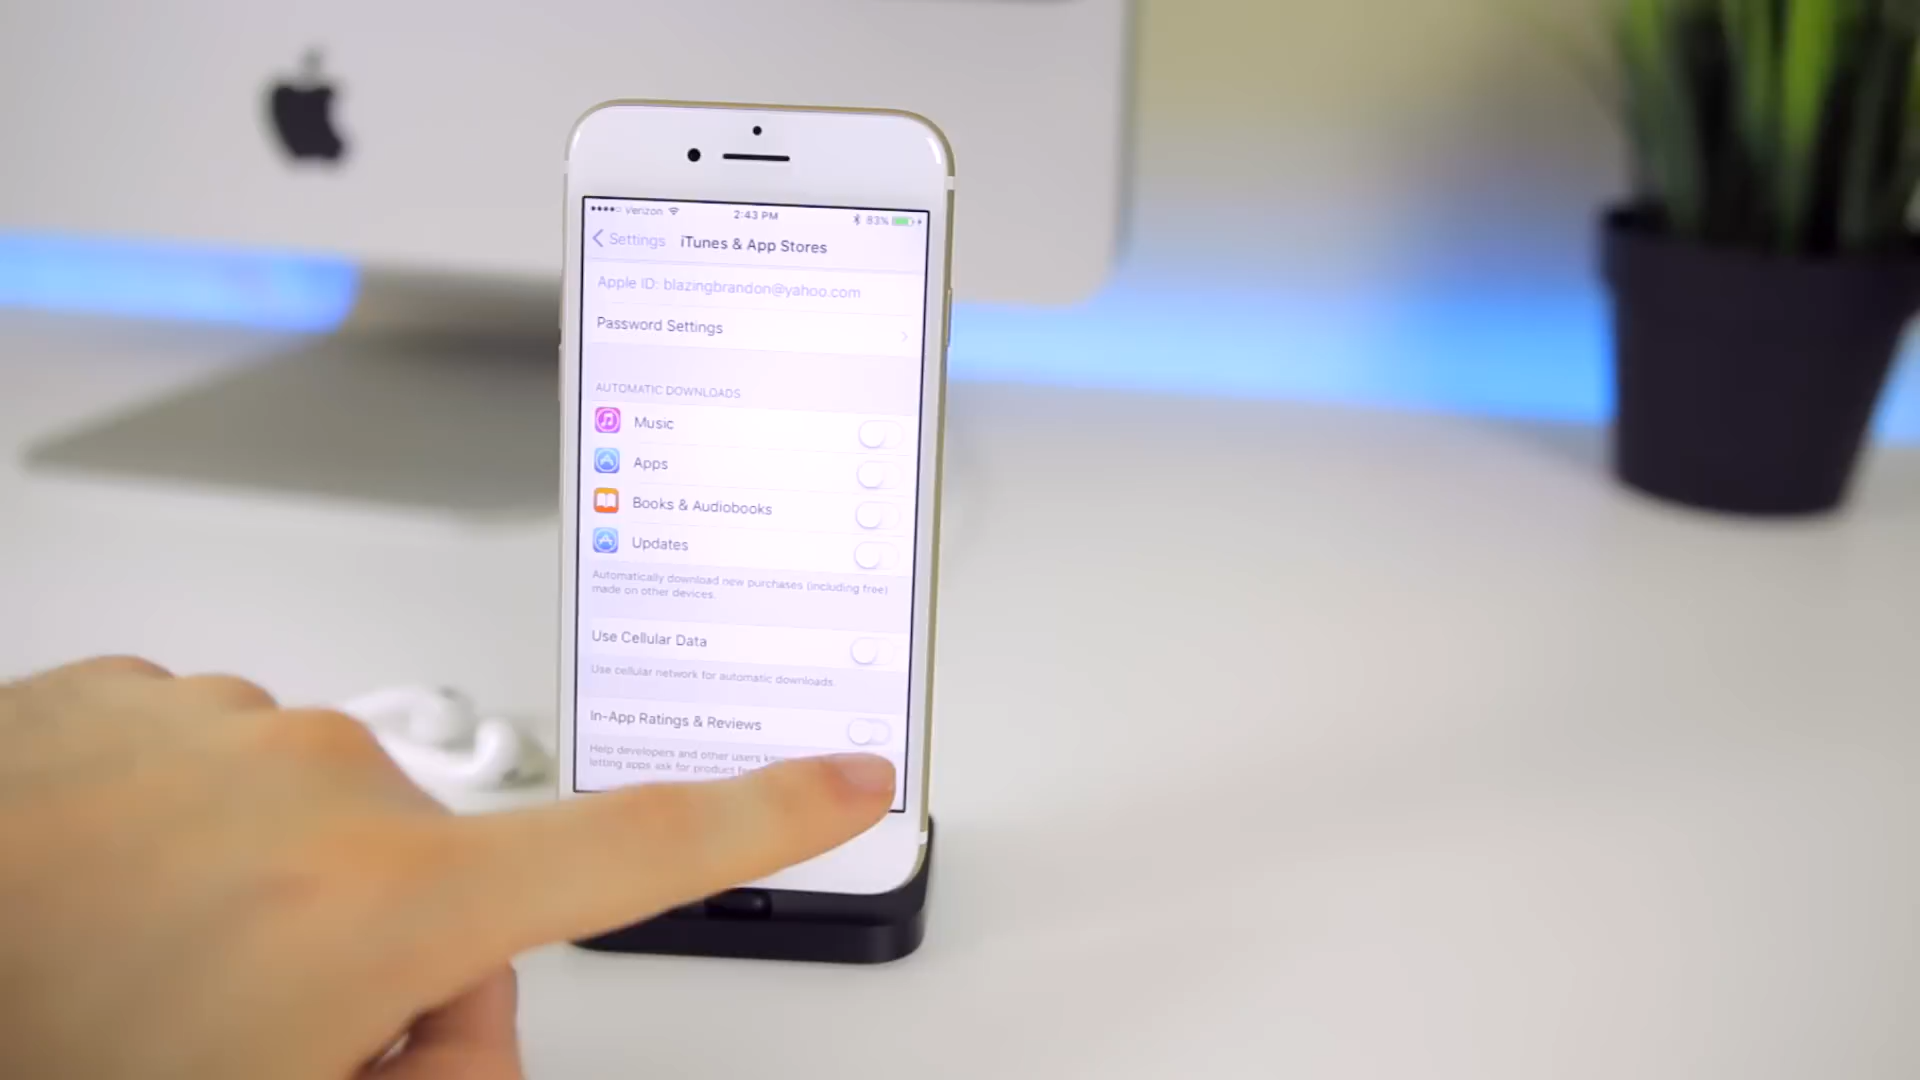 Verizon 2:43 PM 83%
Settings iTunes & App Stores
Apple ID: blazingbrandon@yahoo.com
Password Settings
AUTOMATIC DOWNLOADS
Music
Apps
Books & Audiobooks
Updates
Automatically download new purchases (including free)
made on other devices.
Use Cellular Data
Use cellular network for automatic downloads.
In-App Ratings & Reviews
Help developers and other users
letting apps ask for product